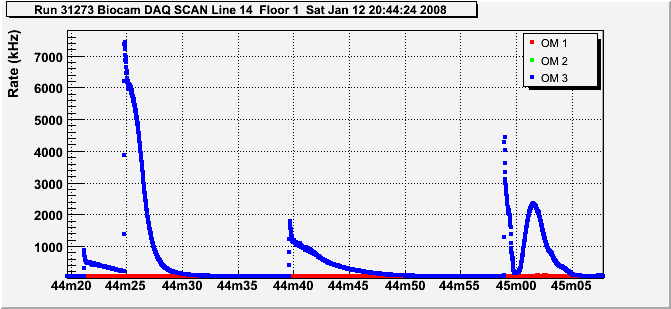 Run 31273 Biocam DAQ SCAN Line 14 Floor 1 Sat Jan 12 20:44:24 2008
Rate (kHz)
7000
6000
5000
4000
3000
2000
1000
OM 1
OM 2
OM 3
44m20 44m25 44m30 44m35 44m40 44m45 44m50 44m55 45m00 45m05